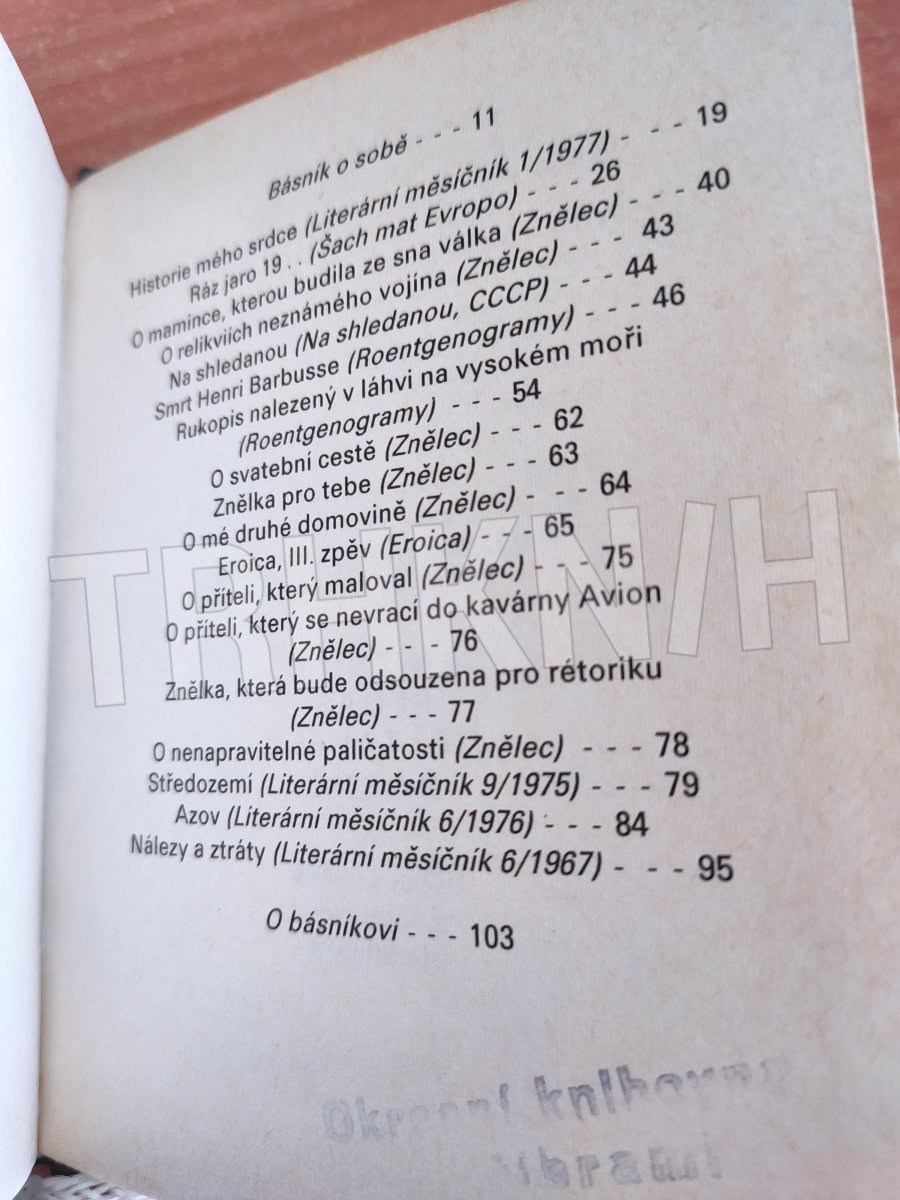 Básník o sobě - - - 11
Historie mého srdce (Literární měsíčník 1/1977) - - - 19
Ráz jaro 19 . . (Šach mat Evropo) - - - 26
O mamince, kterou budila ze sna válka (Znělec) - - - 40
O relikviích neznámého vojína (Znělec) - - - 43
Na shledanou (Na shledanou, CCCP) - - - 44
Smrt Henri Barbusse (Roentgenogramy) - - - 46
Rukopis nalezený v láhvi na vysokém moři
(Roentgenogramy) - - - 54
O svatební cestě (Znělec) - - - 62
Znělka pro tebe (Znělec) - - - 63
O mé druhé domovině (Znělec) - - - 64
Eroica, III. zpěv (Eroica) - - - 65
O příteli, který maloval (Znělec) - - - 75
O příteli, který se nevrací do kavárny Avion
(Znělec) - - - 76
Znělka, která bude odsouzena pro rétoriku
(Znělec) - - - 77
O nenapravitelné paličatosti (Znělec) - - - 78
Středozemí (Literární měsíčník 9/1975) - - - 79
Azov (Literární měsíčník 6/1976) - - - 84
Nálezy a ztráty (Literární měsíčník 6/1967) - - - 95
O básníkovi - - - 103
TRHKN/H
Okresní knihovna